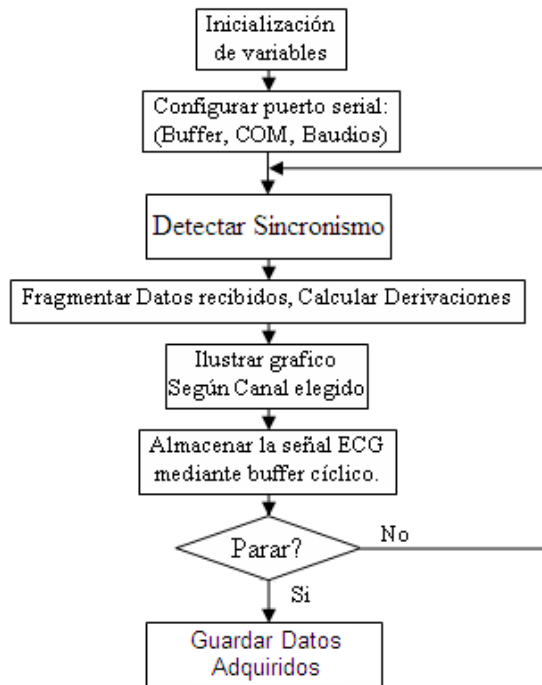 Inicialización
de variables
Configurar puerto serial:
(Buffer, COM, Baudios)
Detectar Sincronismo
Fragmentar Datos recibidos, Calcular Derivaciones
Ilustrar grafico
Según Canal elegido
Almacenar la señal ECG
mediante buffer cíclico.
Parar?
No
Si
Guardar Datos
Adquiridos